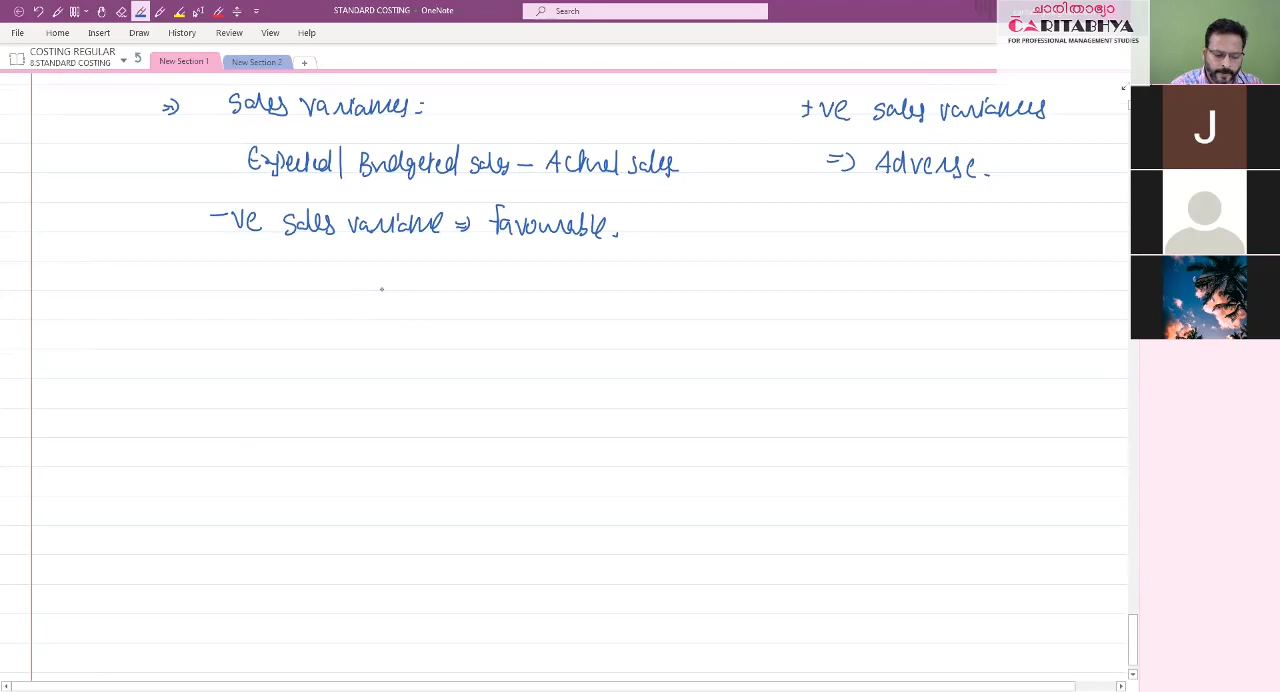 STANDARD COSTING - OneNote
Search
ചാരിതാഭ്യാ
CARITABHYA
FOR PROFESSIONAL MANAGEMENT STUDIES
File Home Insert Draw History Review View Help
COSTING REGULAR
8.STANDARD COSTING
New Section 1 New Section 2 +
⇒ Sales variances :
Expected / Budgeted sales – Actual sales
-ve sales variance ⇒ favourable.
+ve sales variances
⇒ Adverse.
J